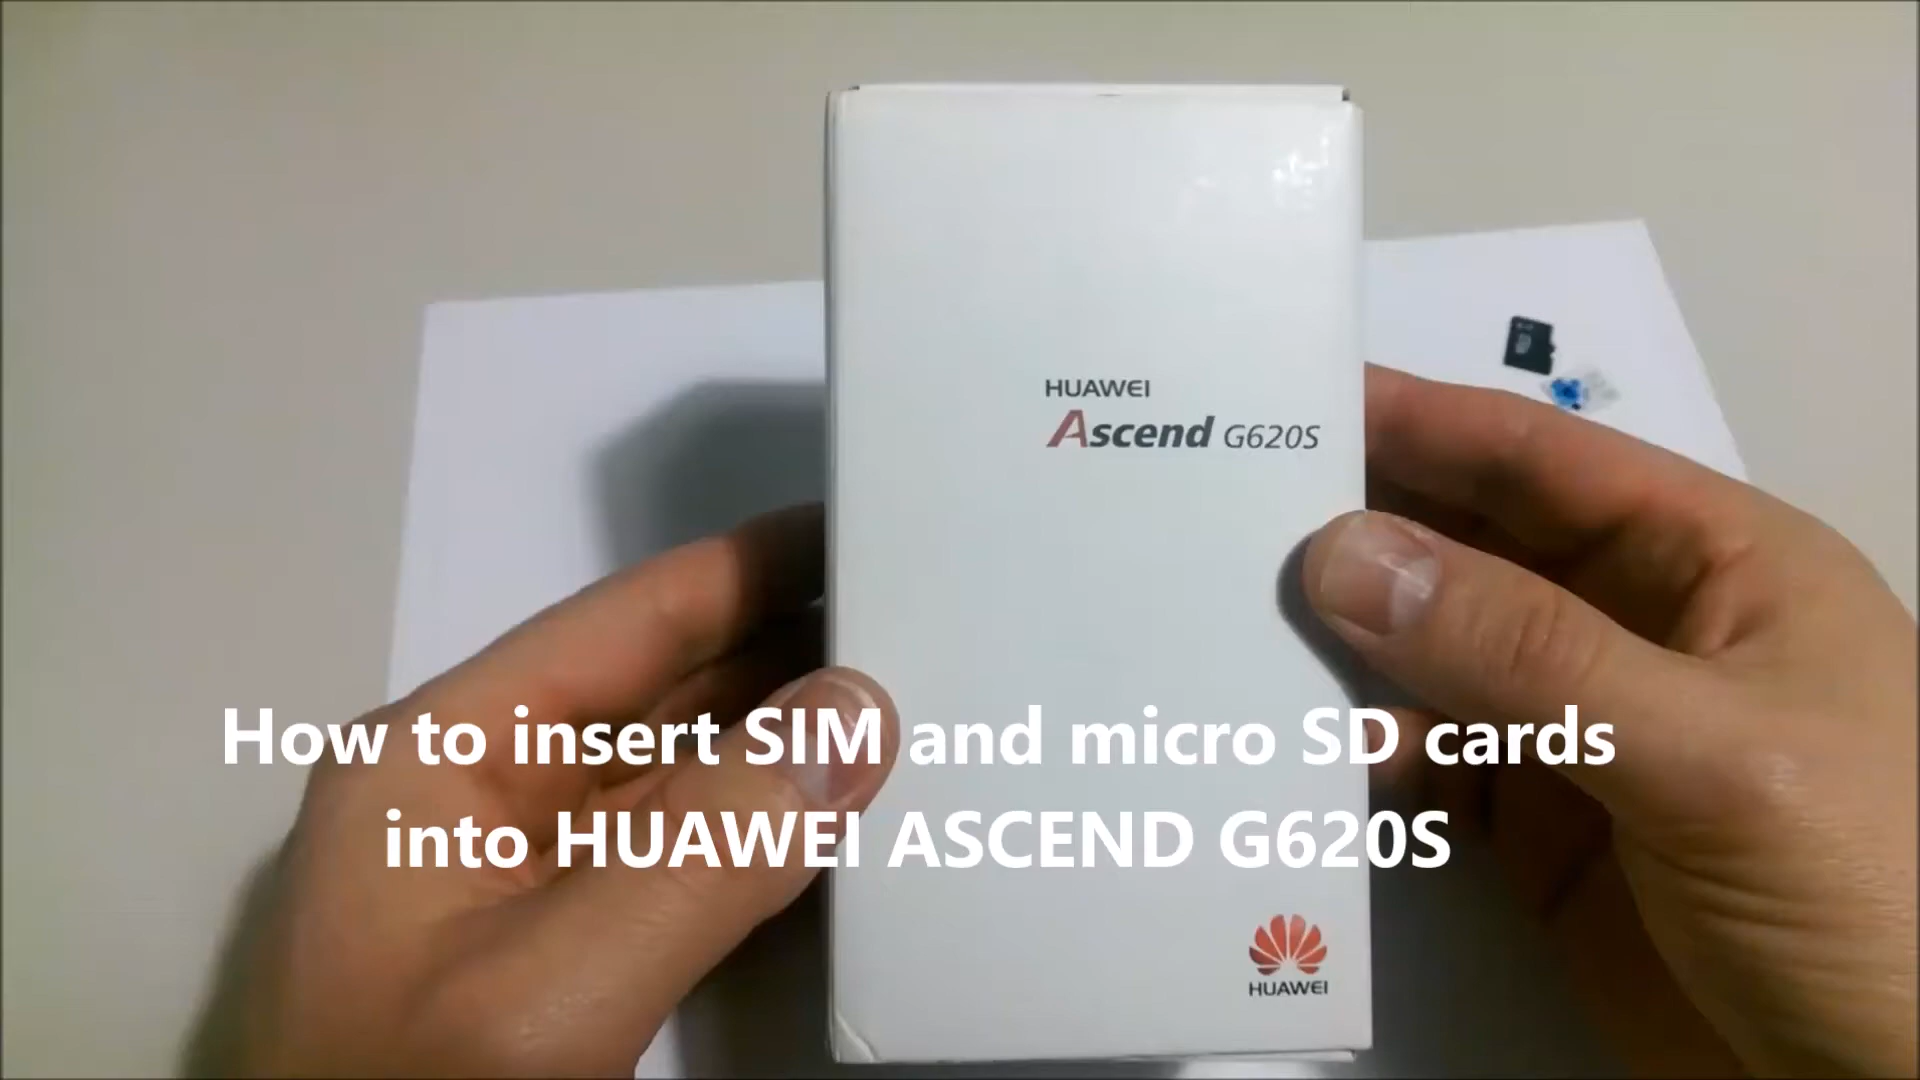 HUAWEI
Ascend G620S
How to insert SIM and micro SD cards
into HUAWEI ASCEND G620S
HUAWEI